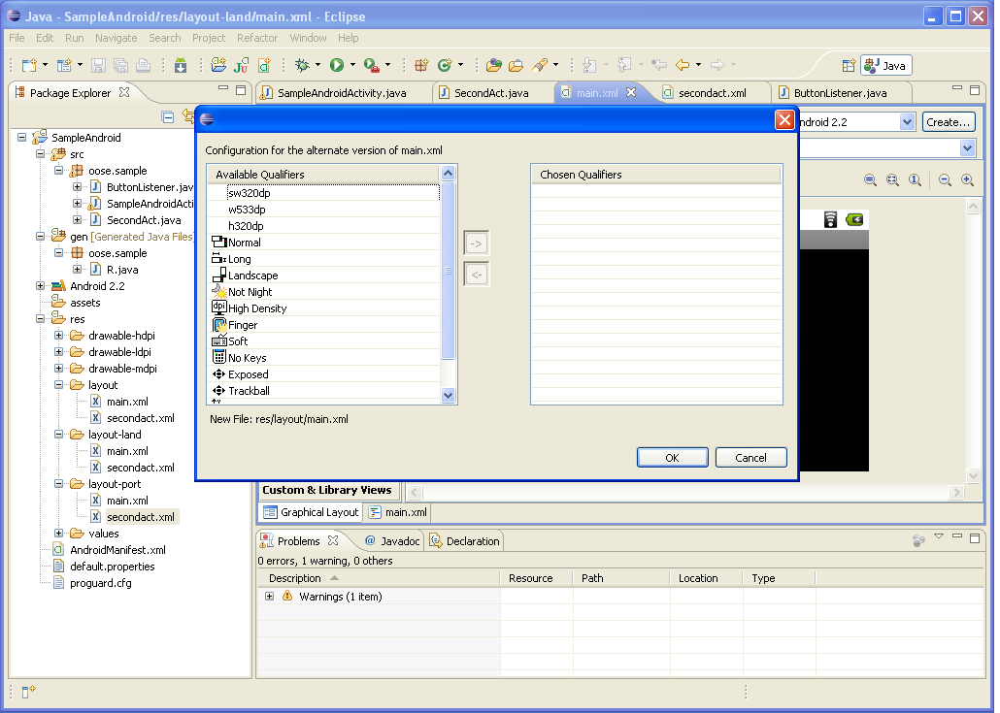 Java - SampleAndroid/res/layout-land/main.xml - Eclipse
File Edit Run Navigate Search Project Refactor Window Help
Java
Package Explorer
SampleAndroidActivity.java
SecondAct.java
main.xml
secondact.xml
ButtonListener.java
ndroid 2.2
Create...
SampleAndroid
src
oose.sample
ButtonListener.jav
SampleAndroidActi
SecondAct.java
gen [Generated Java Files]
oose.sample
R.java
Android 2.2
assets
res
drawable-hdpi
drawable-ldpi
drawable-mdpi
layout
main.xml
secondact.xml
layout-land
main.xml
secondact.xml
layout-port
main.xml
secondact.xml
values
AndroidManifest.xml
default.properties
proguard.cfg
Configuration for the alternate version of main.xml
Available Qualifiers
sw320dp
w533dp
h320dp
Normal
Long
Landscape
Not Night
dpi High Density
Finger
Soft
No Keys
Exposed
Trackball
->
<-
Chosen Qualifiers
New File: res/layout/main.xml
OK
Cancel
Custom & Library Views
Graphical Layout
main.xml
Problems
@ Javadoc
Declaration
0 errors, 1 warning, 0 others
Description Resource Path Location Type
Warnings (1 item)